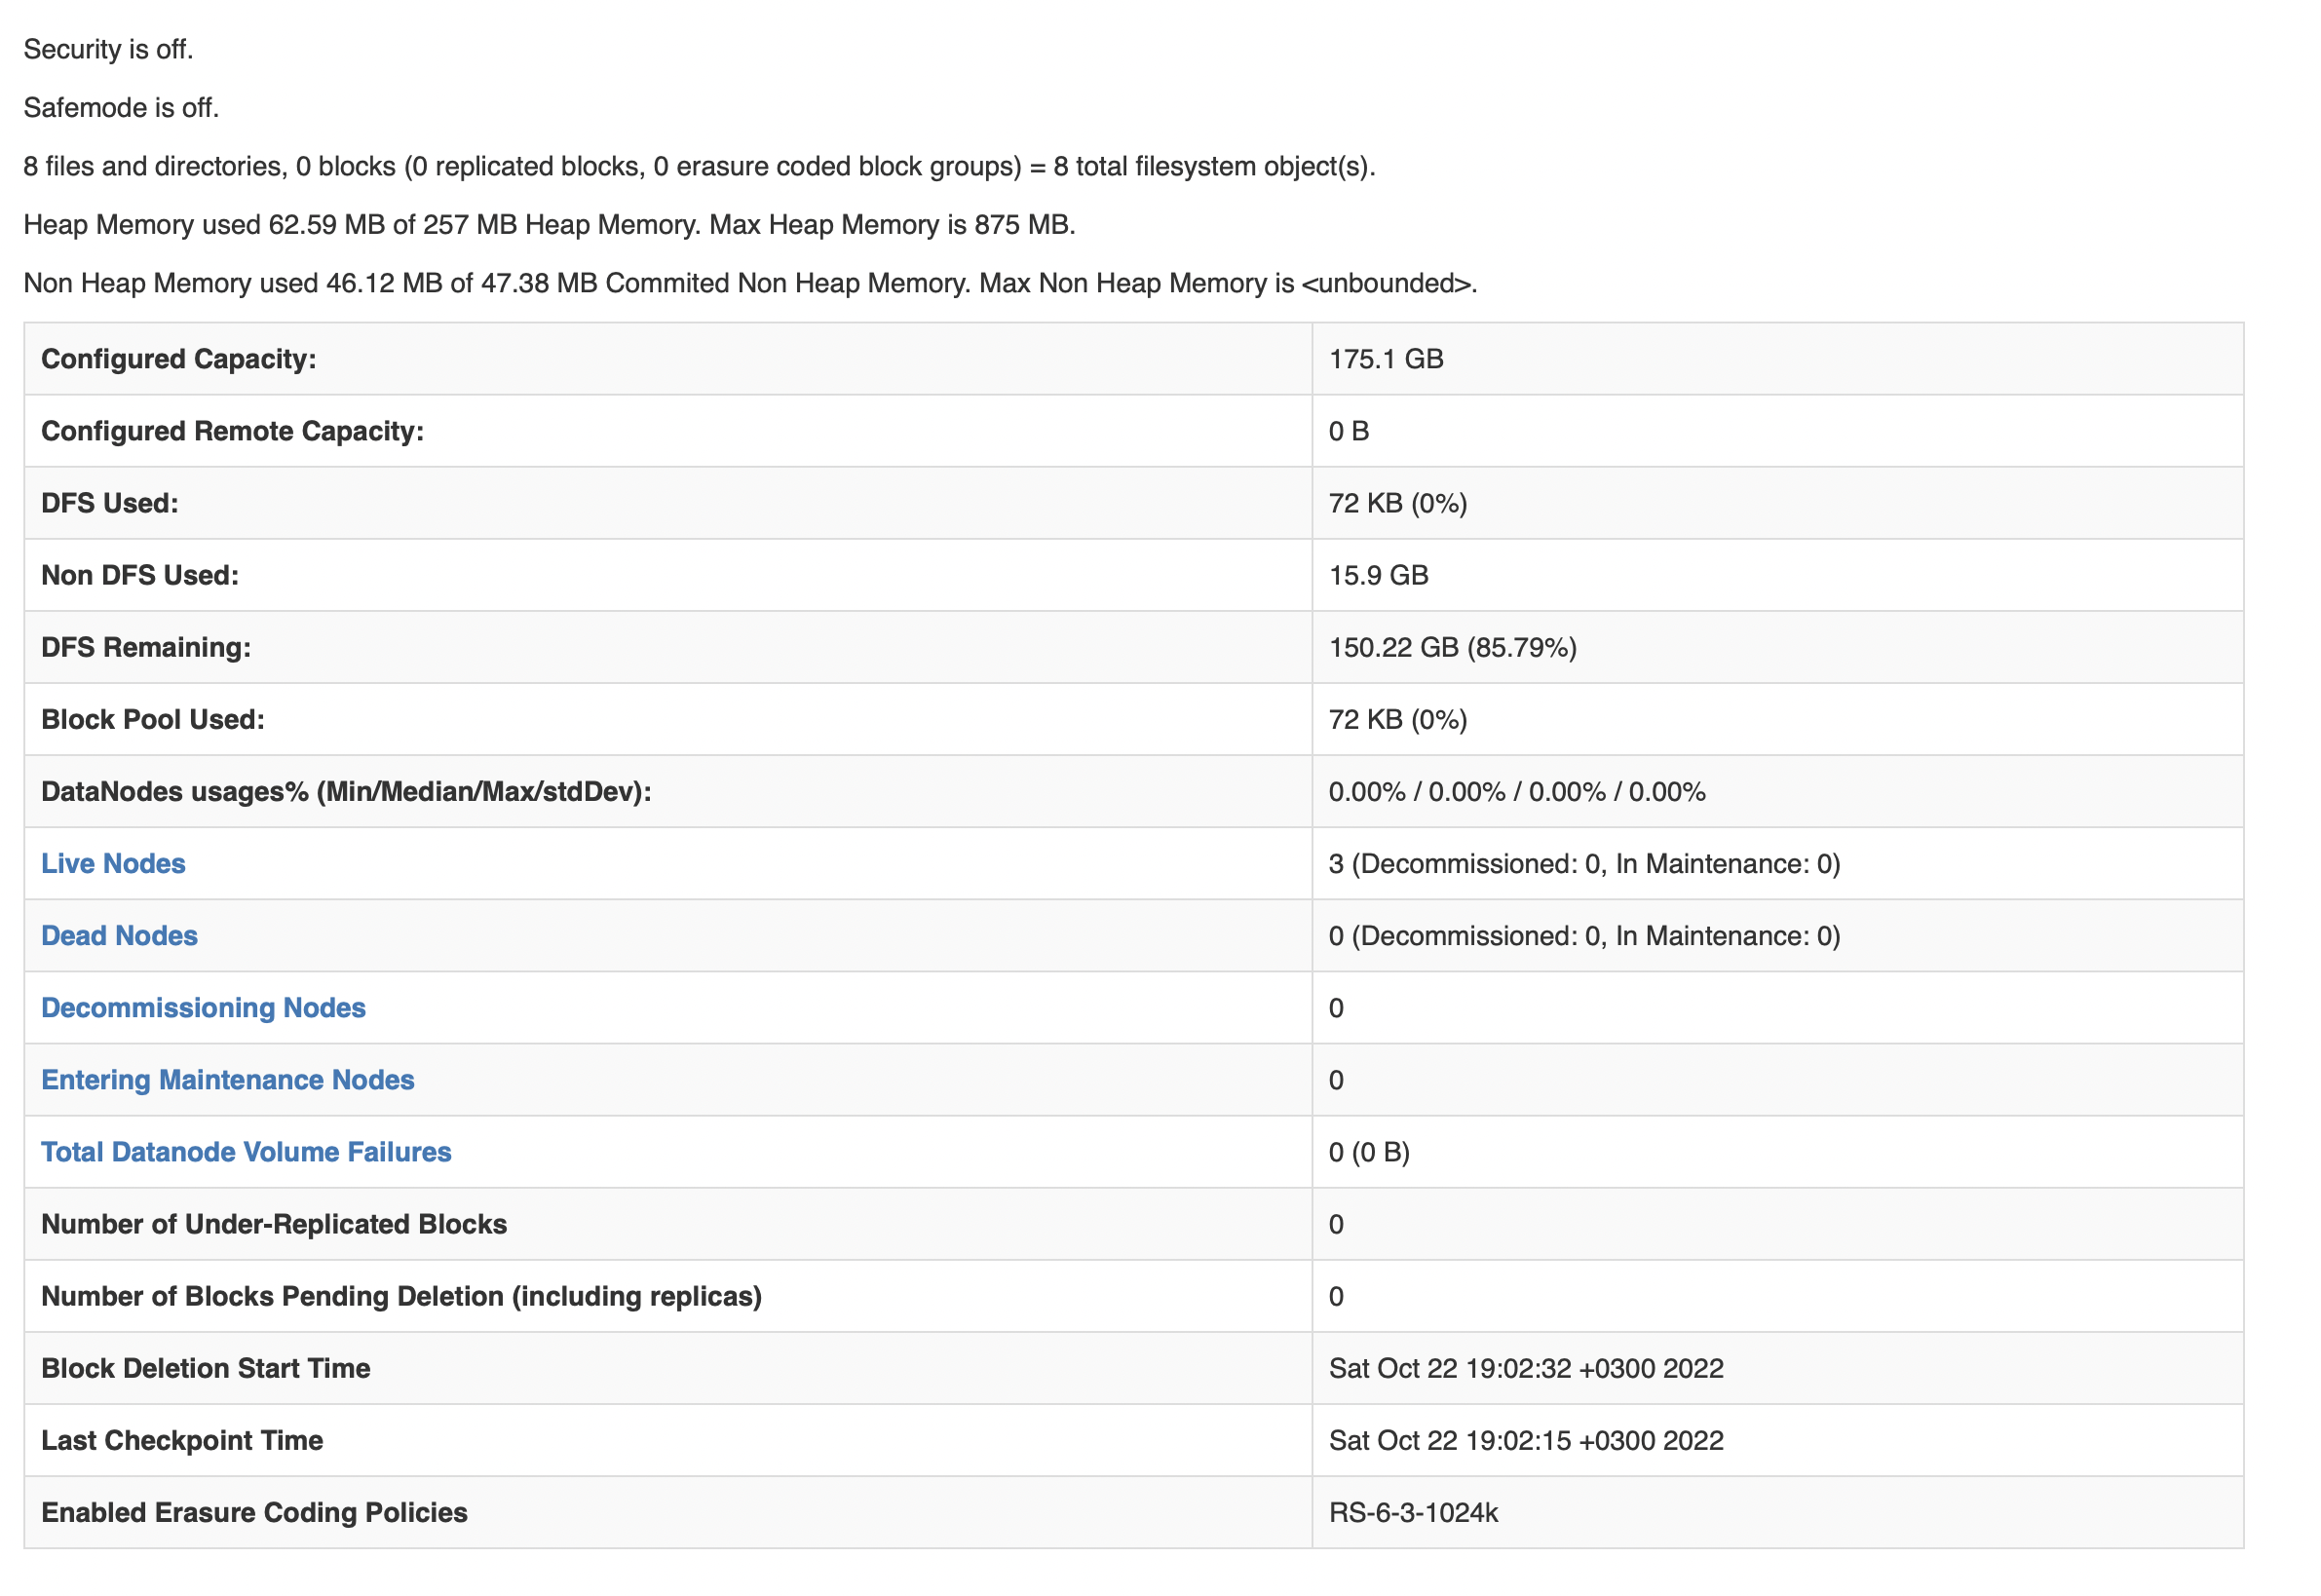 Security is off.
Safemode is off.
8 files and directories, 0 blocks (0 replicated blocks, 0 erasure coded block groups) = 8 total filesystem object(s).
Heap Memory used 62.59 MB of 257 MB Heap Memory. Max Heap Memory is 875 MB.
Non Heap Memory used 46.12 MB of 47.38 MB Commited Non Heap Memory. Max Non Heap Memory is <unbounded>.
Configured Capacity: 175.1 GB
Configured Remote Capacity: 0 B
DFS Used: 72 KB (0%)
Non DFS Used: 15.9 GB
DFS Remaining: 150.22 GB (85.79%)
Block Pool Used: 72 KB (0%)
DataNodes usages% (Min/Median/Max/stdDev): 0.00% / 0.00% / 0.00% / 0.00%
Live Nodes 3 (Decommissioned: 0, In Maintenance: 0)
Dead Nodes 0 (Decommissioned: 0, In Maintenance: 0)
Decommissioning Nodes 0
Entering Maintenance Nodes 0
Total Datanode Volume Failures 0 (0 B)
Number of Under-Replicated Blocks 0
Number of Blocks Pending Deletion (including replicas) 0
Block Deletion Start Time Sat Oct 22 19:02:32 +0300 2022
Last Checkpoint Time Sat Oct 22 19:02:15 +0300 2022
Enabled Erasure Coding Policies RS-6-3-1024k